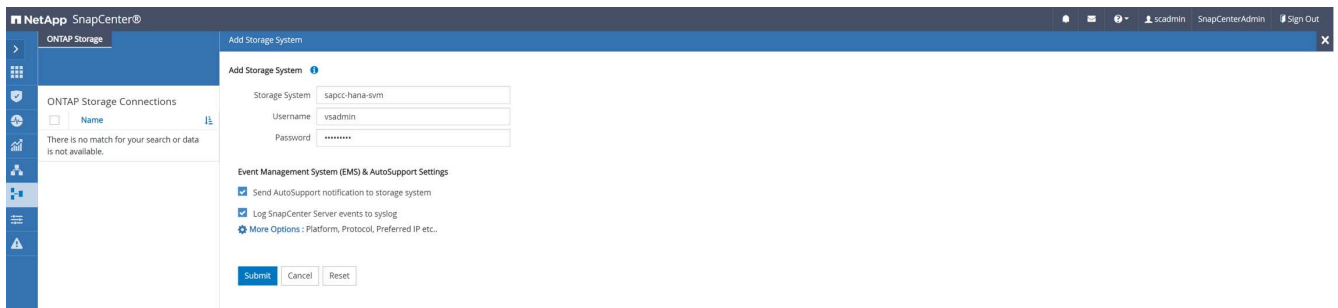 NetApp SnapCenter®
scadmin SnapCenterAdmin Sign Out
ONTAP Storage
Add Storage System
ONTAP Storage Connections
Name
There is no match for your search or data
is not available.
Add Storage System
Storage System sapcc-hana-svm
Username vsadmin
Password •••••••••
Event Management System (EMS) & AutoSupport Settings
Send AutoSupport notification to storage system
Log SnapCenter Server events to syslog
More Options : Platform, Protocol, Preferred IP etc..
Submit Cancel Reset